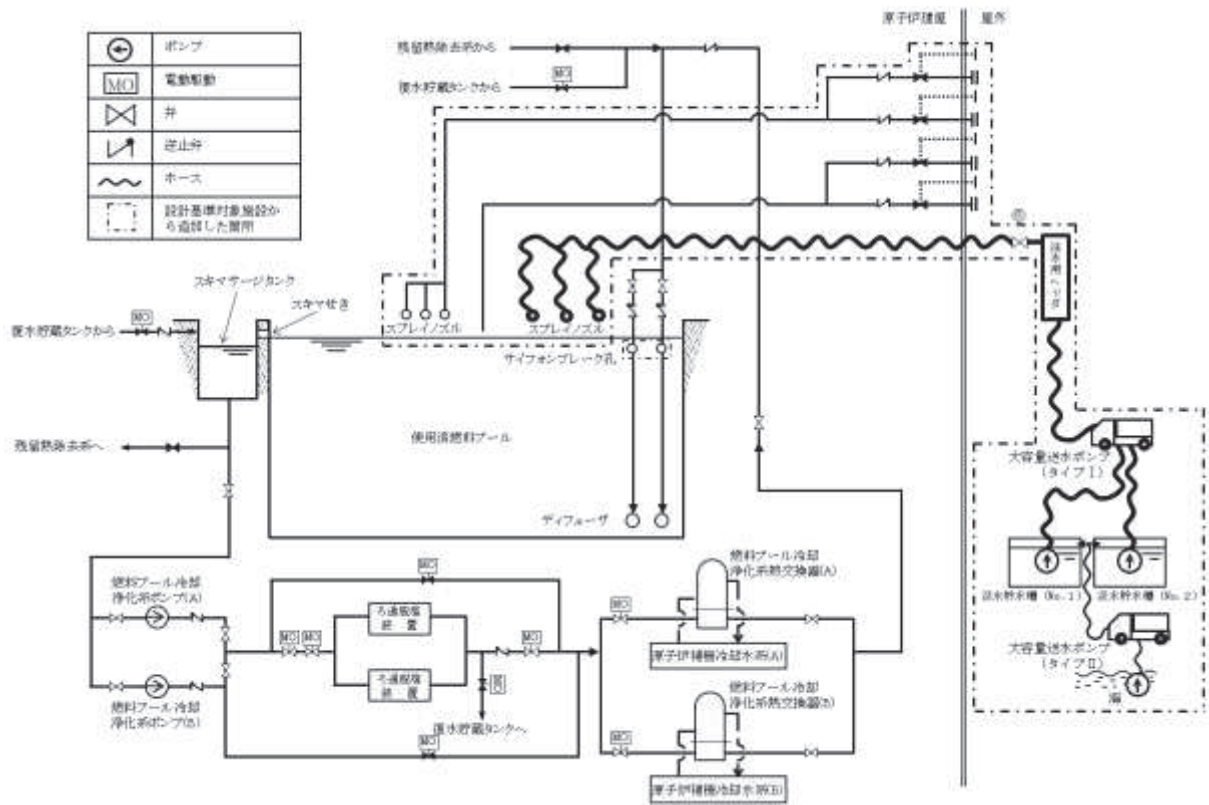 ポンプ
MO
電動駆動
弁
逆止弁
ホース
設計基準対象施設か
ら追加した箇所
原子炉建屋
屋外
残留熱除去系から
復水貯蔵タンクから
MO
スキマサージタンク
スキマせき
復水貯蔵タンクから
MO
スプレイノズル
スプレイノズル
サイフォンブレーク孔
残留熱除去系へ
使用済燃料プール
ディフューザ
淡水用ヘッダ
大容量送水ポンプ
(タイプⅠ)
淡水貯水槽 (No.1)
淡水貯水槽 (No.2)
大容量送水ポンプ
(タイプⅡ)
海
燃料プール冷却
浄化系ポンプ(A)
燃料プール冷却
浄化系ポンプ(B)
MO
MO
MO
ろ過脱塩
装置
ろ過脱塩
装置
MO
MO
復水貯蔵タンクへ
MO
燃料プール冷却
浄化系熱交換器(A)
MO
原子炉補機冷却水系(A)
燃料プール冷却
浄化系熱交換器(B)
MO
原子炉補機冷却水系(B)